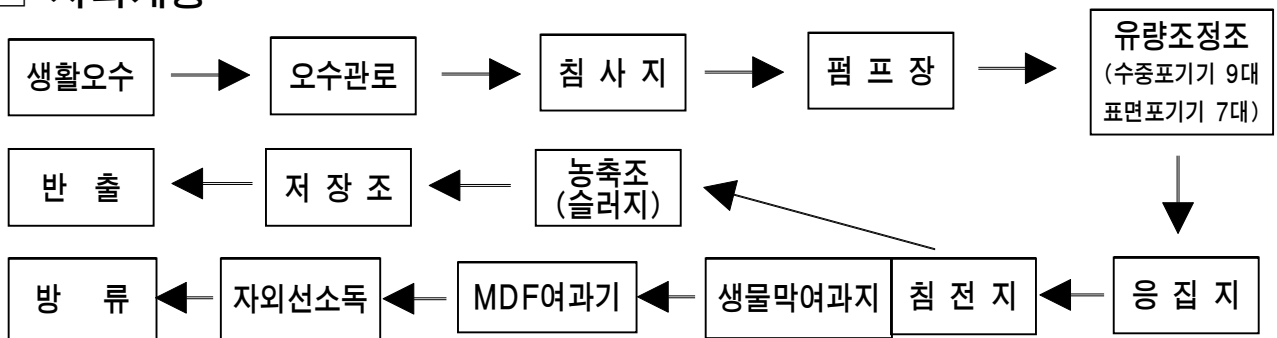 생활오수
오수관로
침 사 지
펌 프 장
유량조정조
(수중포기기 9대
표면포기기 7대)
반 출
저 장 조
농축조
(슬러지)
방 류
자외선소독
MDF여과기
생물막여과지
침 전 지
응 집 지